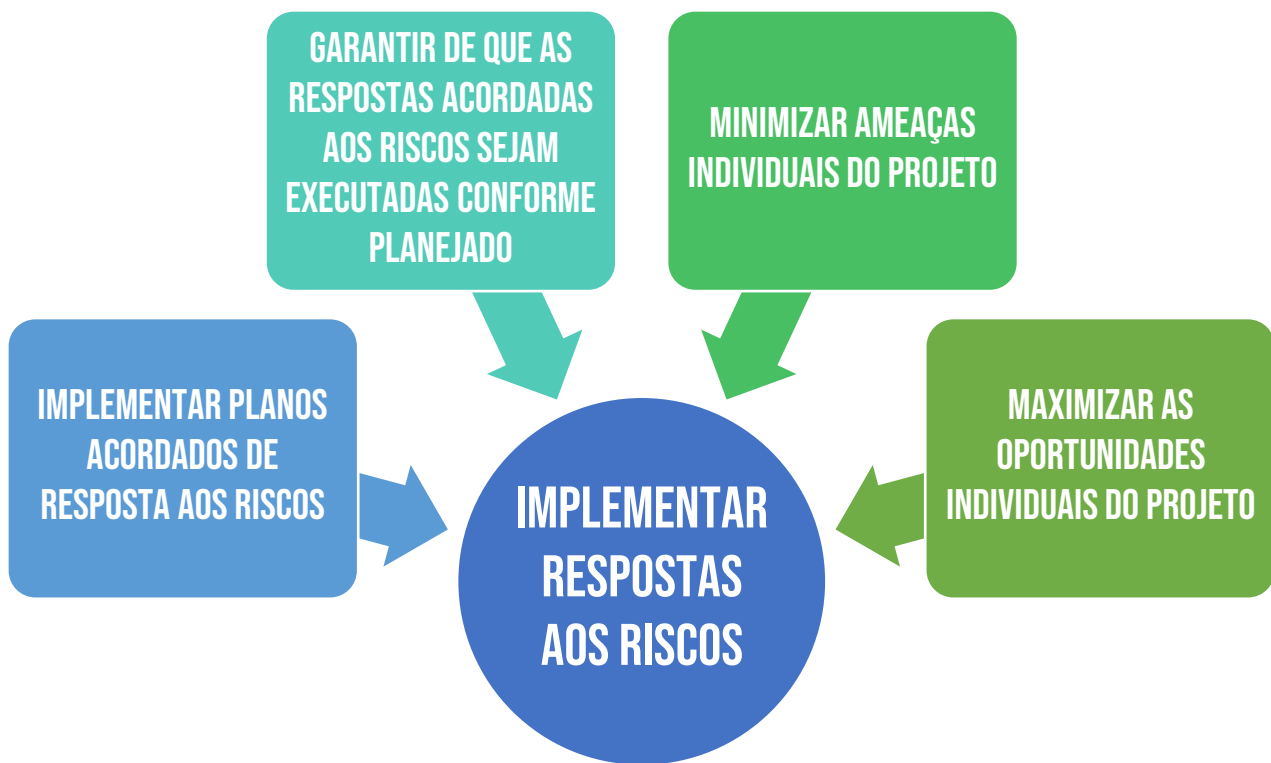 GARANTIR DE QUE AS
RESPOSTAS ACORDADAS
AOS RISCOS SEJAM
EXECUTADAS CONFORME
PLANEJADO
MINIMIZAR AMEAÇAS
INDIVIDUAIS DO PROJETO
IMPLEMENTAR PLANOS
ACORDADOS DE
RESPOSTA AOS RISCOS
MAXIMIZAR AS
OPORTUNIDADES
INDIVIDUAIS DO PROJETO
IMPLEMENTAR
RESPOSTAS
AOS RISCOS